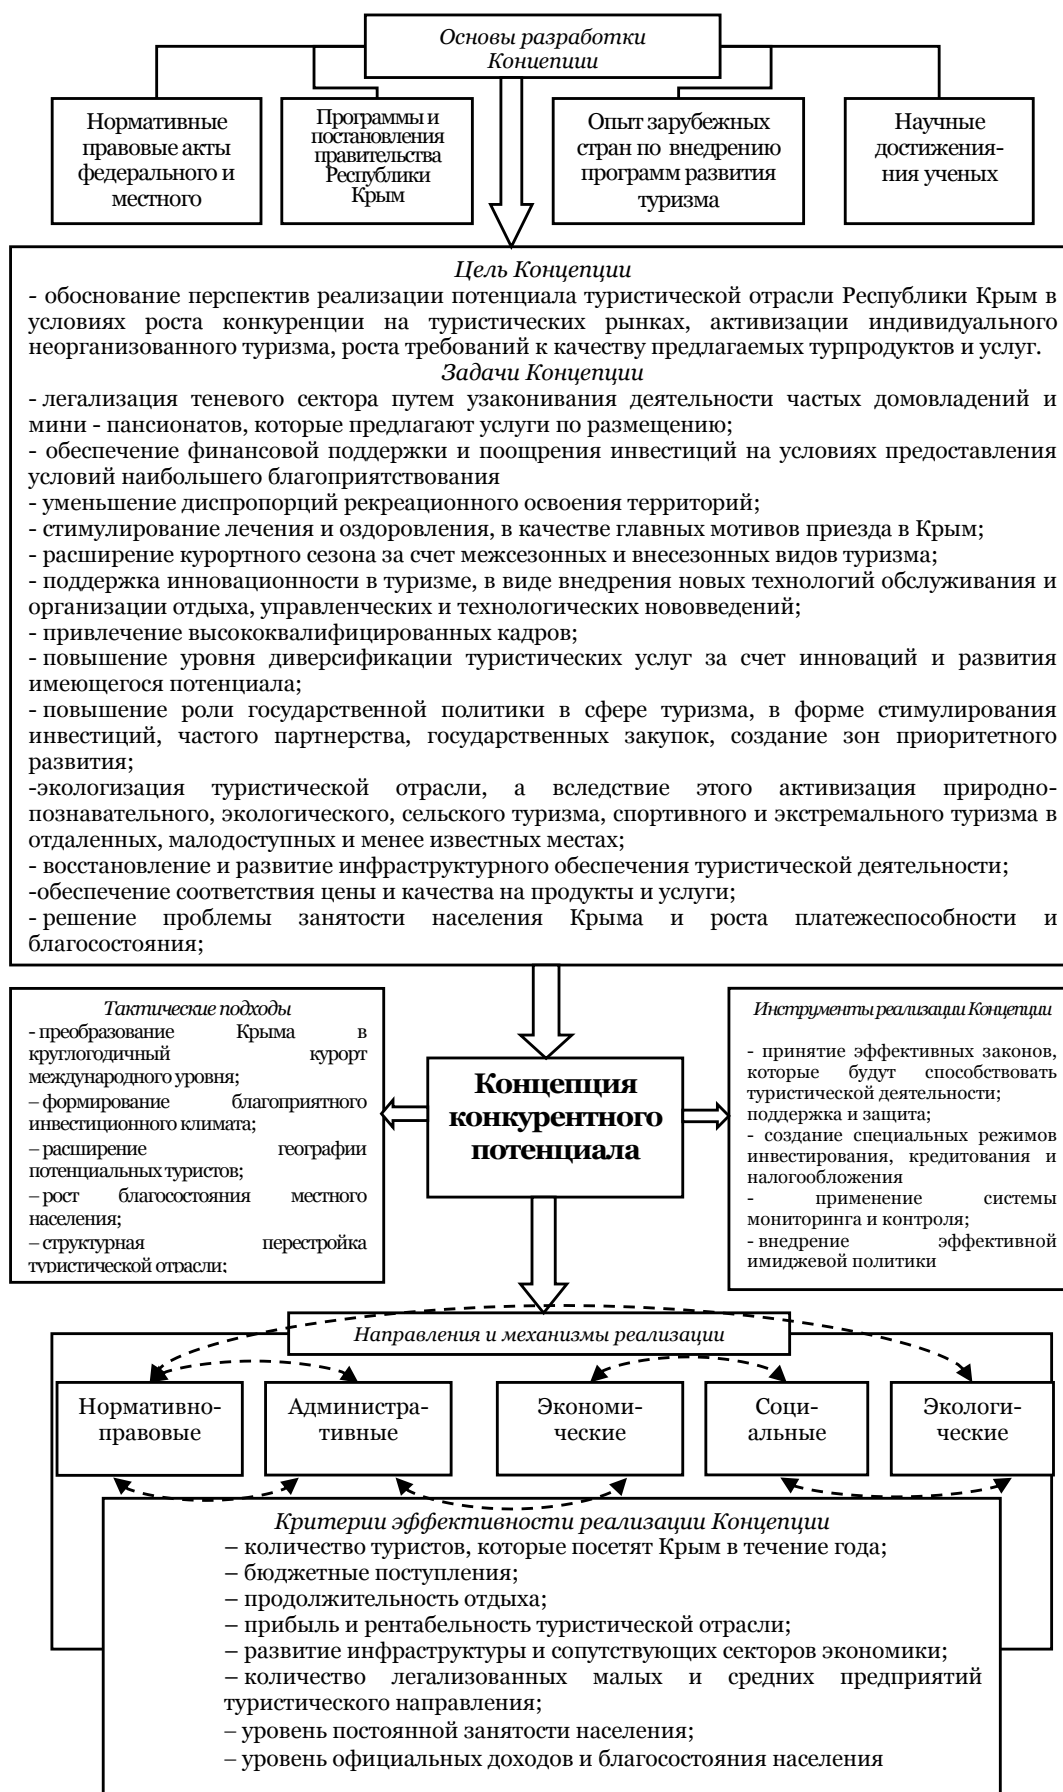 Основы разработки
Концепции
Нормативные
правовые акты
федерального и
местного
Программы и
постановления
правительства
Республики
Крым
Опыт зарубежных
стран по внедрению
программ развития
туризма
Научные
достижения-
ния ученых
Цель Концепции
- обоснование перспектив реализации потенциала туристической отрасли Республики Крым в
условиях роста конкуренции на туристических рынках, активизации индивидуального
неорганизованного туризма, роста требований к качеству предлагаемых турпродуктов и услуг.
Задачи Концепции
- легализация теневого сектора путем узаконивания деятельности частых домовладений и
мини - пансионатов, которые предлагают услуги по размещению;
- обеспечение финансовой поддержки и поощрения инвестиций на условиях предоставления
условий наибольшего благоприятствования
- уменьшение диспропорций рекреационного освоения территорий;
- стимулирование лечения и оздоровления, в качестве главных мотивов приезда в Крым;
- расширение курортного сезона за счет межсезонных и внесезонных видов туризма;
- поддержка инновационности в туризме, в виде внедрения новых технологий обслуживания и
организации отдыха, управленческих и технологических нововведений;
- привлечение высококвалифицированных кадров;
- повышение уровня диверсификации туристических услуг за счет инноваций и развития
имеющегося потенциала;
- повышение роли государственной политики в сфере туризма, в форме стимулирования
инвестиций, частого партнерства, государственных закупок, создание зон приоритетного
развития;
-экологизация туристической отрасли, а вследствие этого активизация природно-
познавательного, экологического, сельского туризма, спортивного и экстремального туризма в
отдаленных, малодоступных и менее известных местах;
- восстановление и развитие инфраструктурного обеспечения туристической деятельности;
-обеспечение соответствия цены и качества на продукты и услуги;
- решение проблемы занятости населения Крыма и роста платежеспособности и
благосостояния;
Тактические подходы
- преобразование Крыма в
круглогодичный курорт
международного уровня;
– формирование благоприятного
инвестиционного климата;
– расширение географии
потенциальных туристов;
– рост благосостояния местного
населения;
– структурная перестройка
туристической отрасли;
Концепция
конкурентного
потенциала
Инструменты реализации Концепции
- принятие эффективных законов,
которые будут способствовать
туристической деятельности;
поддержка и защита;
- создание специальных режимов
инвестирования, кредитования и
налогообложения
- применение системы
мониторинга и контроля;
- внедрение эффективной
имиджевой политики
Направления и механизмы реализации
Нормативно-
правовые
Администра-
тивные
Экономи-
ческие
Соци-
альные
Экологи-
ческие
Критерии эффективности реализации Концепции
– количество туристов, которые посетят Крым в течение года;
– бюджетные поступления;
– продолжительность отдыха;
– прибыль и рентабельность туристической отрасли;
– развитие инфраструктуры и сопутствующих секторов экономики;
– количество легализованных малых и средних предприятий
туристического направления;
– уровень постоянной занятости населения;
– уровень официальных доходов и благосостояния населения